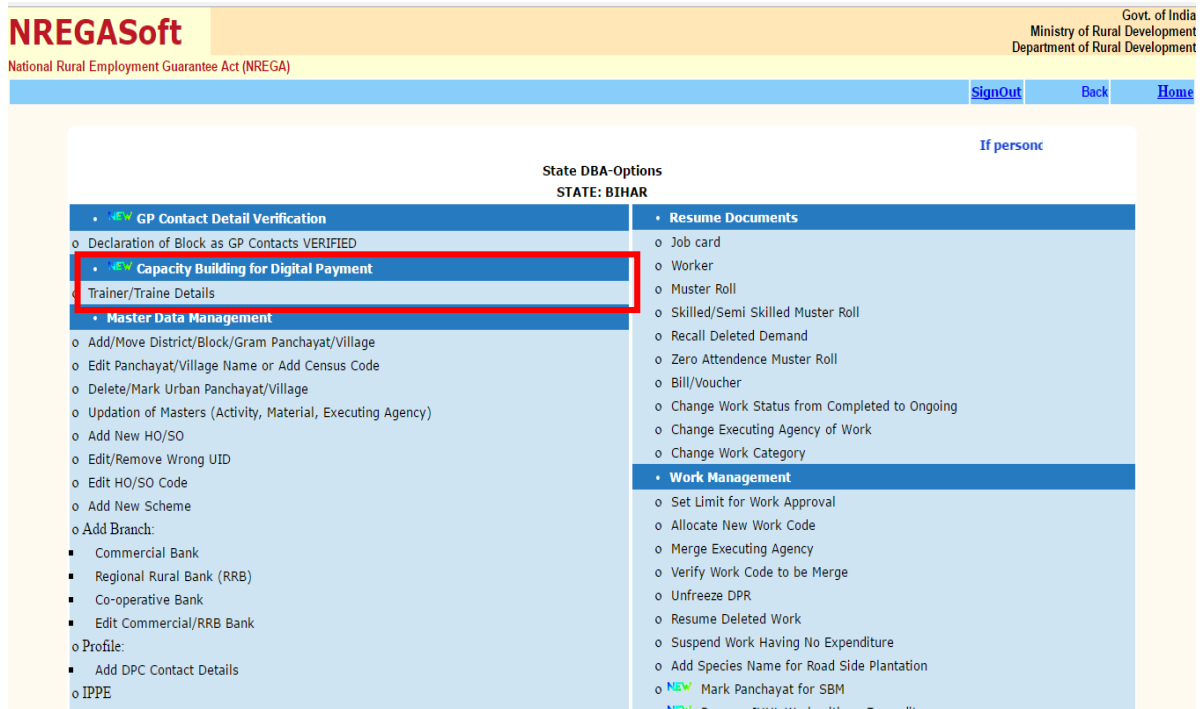 NREGASoft
Govt. of India
Ministry of Rural Development
Department of Rural Development
National Rural Employment Guarantee Act (NREGA)
SignOut Back Home
If person
State DBA-Options
STATE: BIHAR
• NEW GP Contact Detail Verification
o Declaration of Block as GP Contacts VERIFIED
• NEW Capacity Building for Digital Payment
o Trainer/Traine Details
• Master Data Management
o Add/Move District/Block/Gram Panchayat/Village
o Edit Panchayat/Village Name or Add Census Code
o Delete/Mark Urban Panchayat/Village
o Updation of Masters (Activity, Material, Executing Agency)
o Add New HO/SO
o Edit/Remove Wrong UID
o Edit HO/SO Code
o Add New Scheme
o Add Branch:
▪ Commercial Bank
▪ Regional Rural Bank (RRB)
▪ Co-operative Bank
▪ Edit Commercial/RRB Bank
o Profile:
▪ Add DPC Contact Details
o IPPE
• Resume Documents
o Job card
o Worker
o Muster Roll
o Skilled/Semi Skilled Muster Roll
o Recall Deleted Demand
o Zero Attendence Muster Roll
o Bill/Voucher
o Change Work Status from Completed to Ongoing
o Change Executing Agency of Work
o Change Work Category
• Work Management
o Set Limit for Work Approval
o Allocate New Work Code
o Merge Executing Agency
o Verify Work Code to be Merge
o Unfreeze DPR
o Resume Deleted Work
o Suspend Work Having No Expenditure
o Add Species Name for Road Side Plantation
o NEW Mark Panchayat for SBM